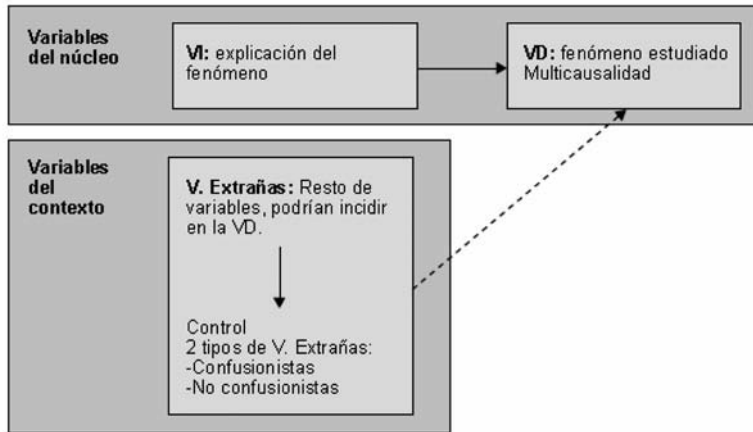 Variables
del núcleo
VI: explicación del
fenómeno
VD: fenómeno estudiado
Multicausalidad
Variables
del
contexto
V. Extrañas: Resto de
variables, podrían incidir
en la VD.
Control
2 tipos de V. Extrañas:
-Confusionistas
-No confusionistas